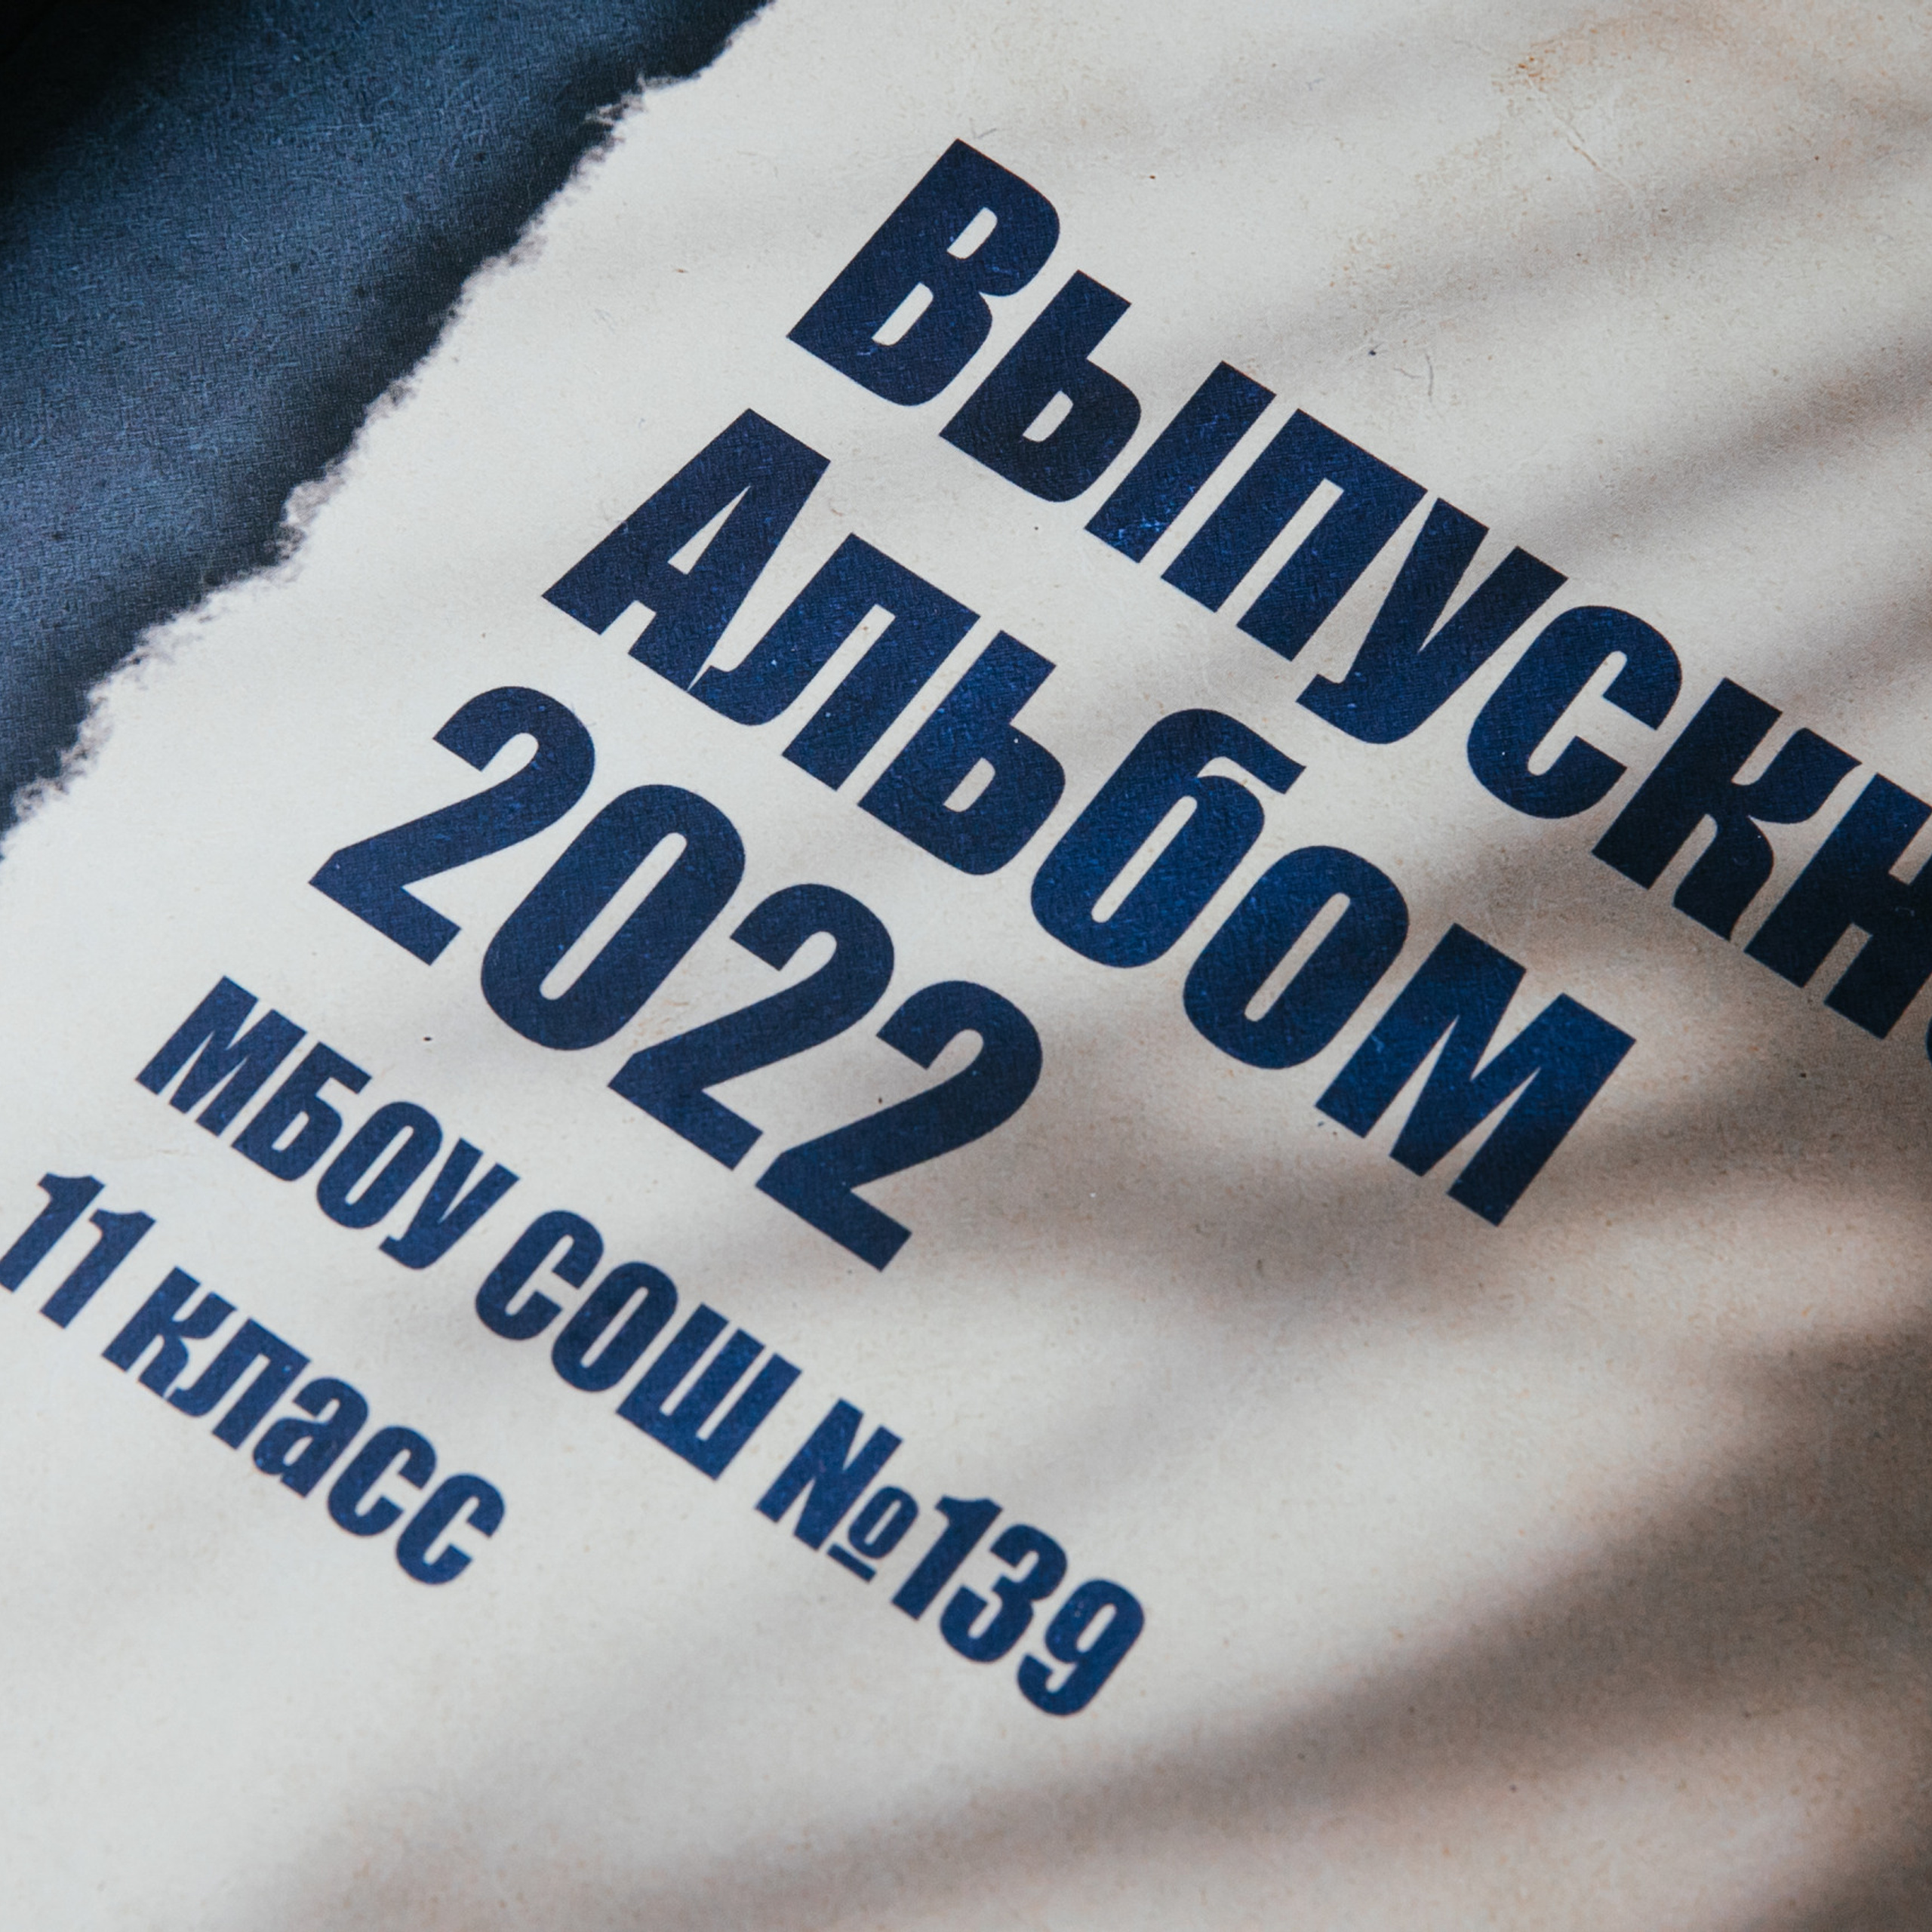 Выпускно
Альбом
2022
МБОУ СОШ №139
11 класс